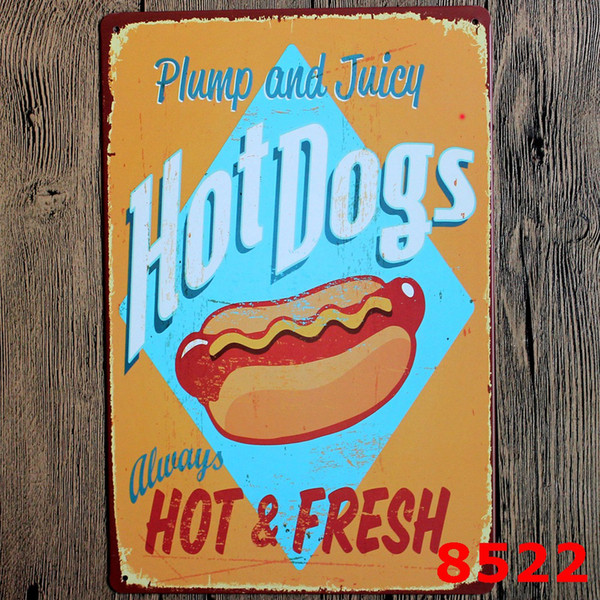 Plump and Juicy
Hot Dogs
Always
HOT & FRESH
8522